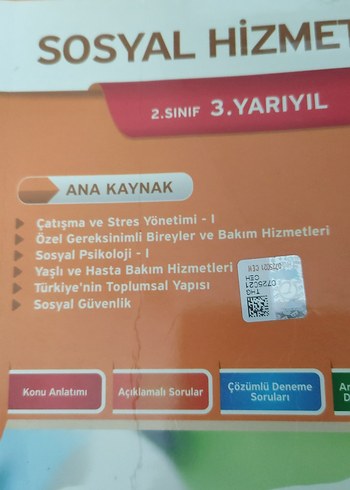 SOSYAL HİZMET
2.SINIF 3.YARIYIL
ANA KAYNAK
Çatışma ve Stres Yönetimi - I
Özel Gereksinimli Bireyler ve Bakım Hizmetleri
Sosyal Psikoloji - I
Yaşlı ve Hasta Bakım Hizmetleri
Türkiye'nin Toplumsal Yapısı
Sosyal Güvenlik
Konu Anlatımı
Açıklamalı Sorular
Çözümlü Deneme
Soruları